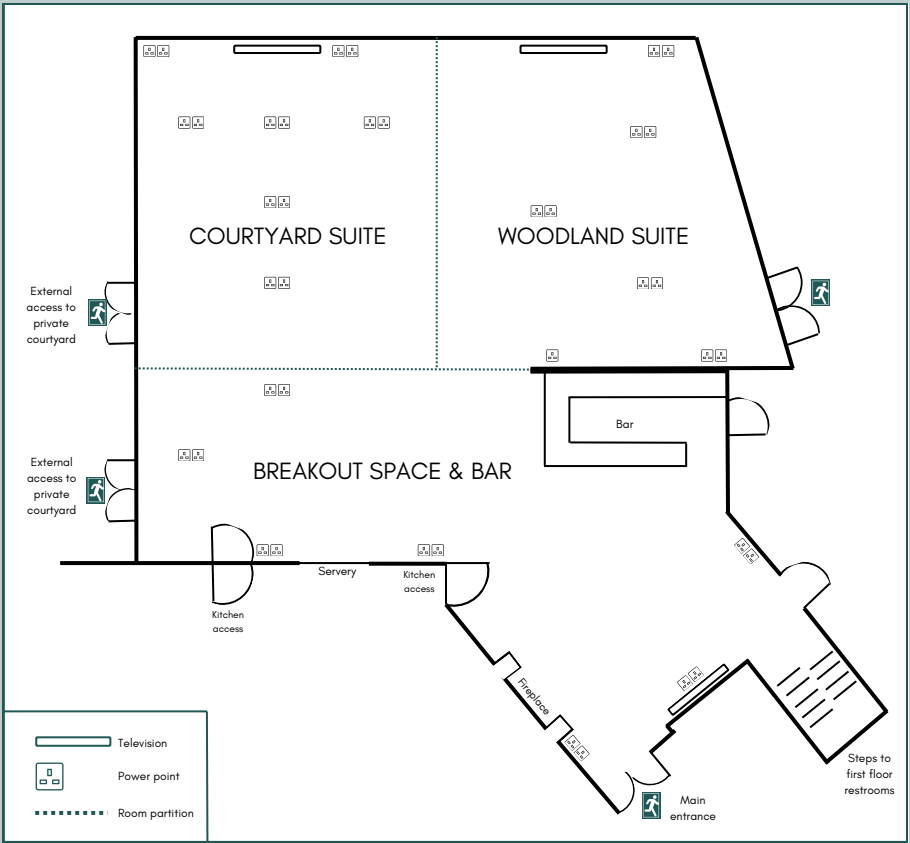 COURTYARD SUITE
WOODLAND SUITE
External
access to
private
courtyard
Bar
External
access to
private
courtyard
BREAKOUT SPACE & BAR
Servery
Kitchen
access
Kitchen
access
Fireplace
Television
Power point
Room partition
Main
entrance
Steps to
first floor
restrooms